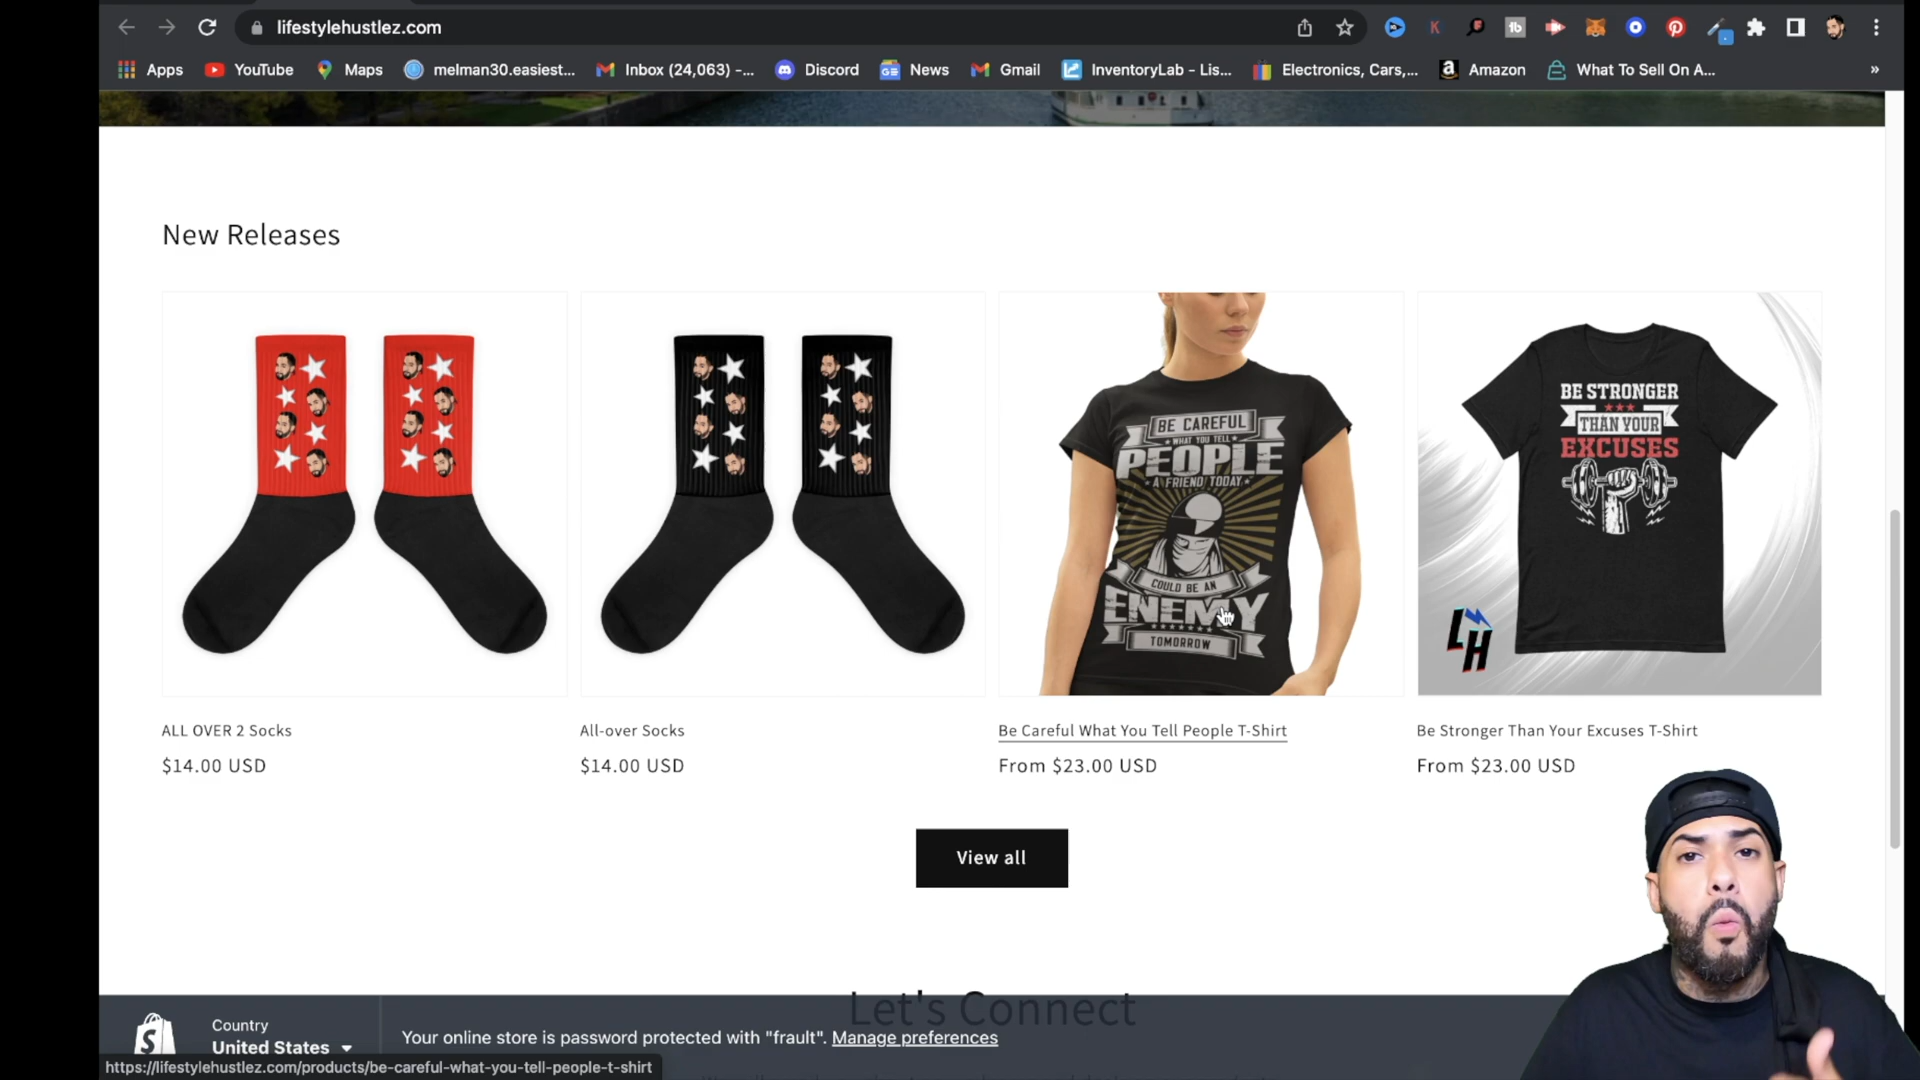 lifestylehustlez.com
Apps YouTube Maps melman30.easiest... Inbox (24,063) -... Discord News Gmail InventoryLab - Lis... Electronics, Cars,... Amazon What To Sell On A... »
New Releases
BE CAREFUL
WHAT YOU TELL
PEOPLE
A FRIEND TODAY
COULD BE AN
ENEMY
TOMORROW
BE STRONGER
THAN YOUR
EXCUSES
LH
ALL OVER 2 Socks
$14.00 USD
All-over Socks
$14.00 USD
Be Careful What You Tell People T-Shirt
From $23.00 USD
Be Stronger Than Your Excuses T-Shirt
From $23.00 USD
View all
Let's Connect
Country
United States
Your online store is password protected with "frault". Manage preferences
https://lifestylehustlez.com/products/be-careful-what-you-tell-people-t-shirt